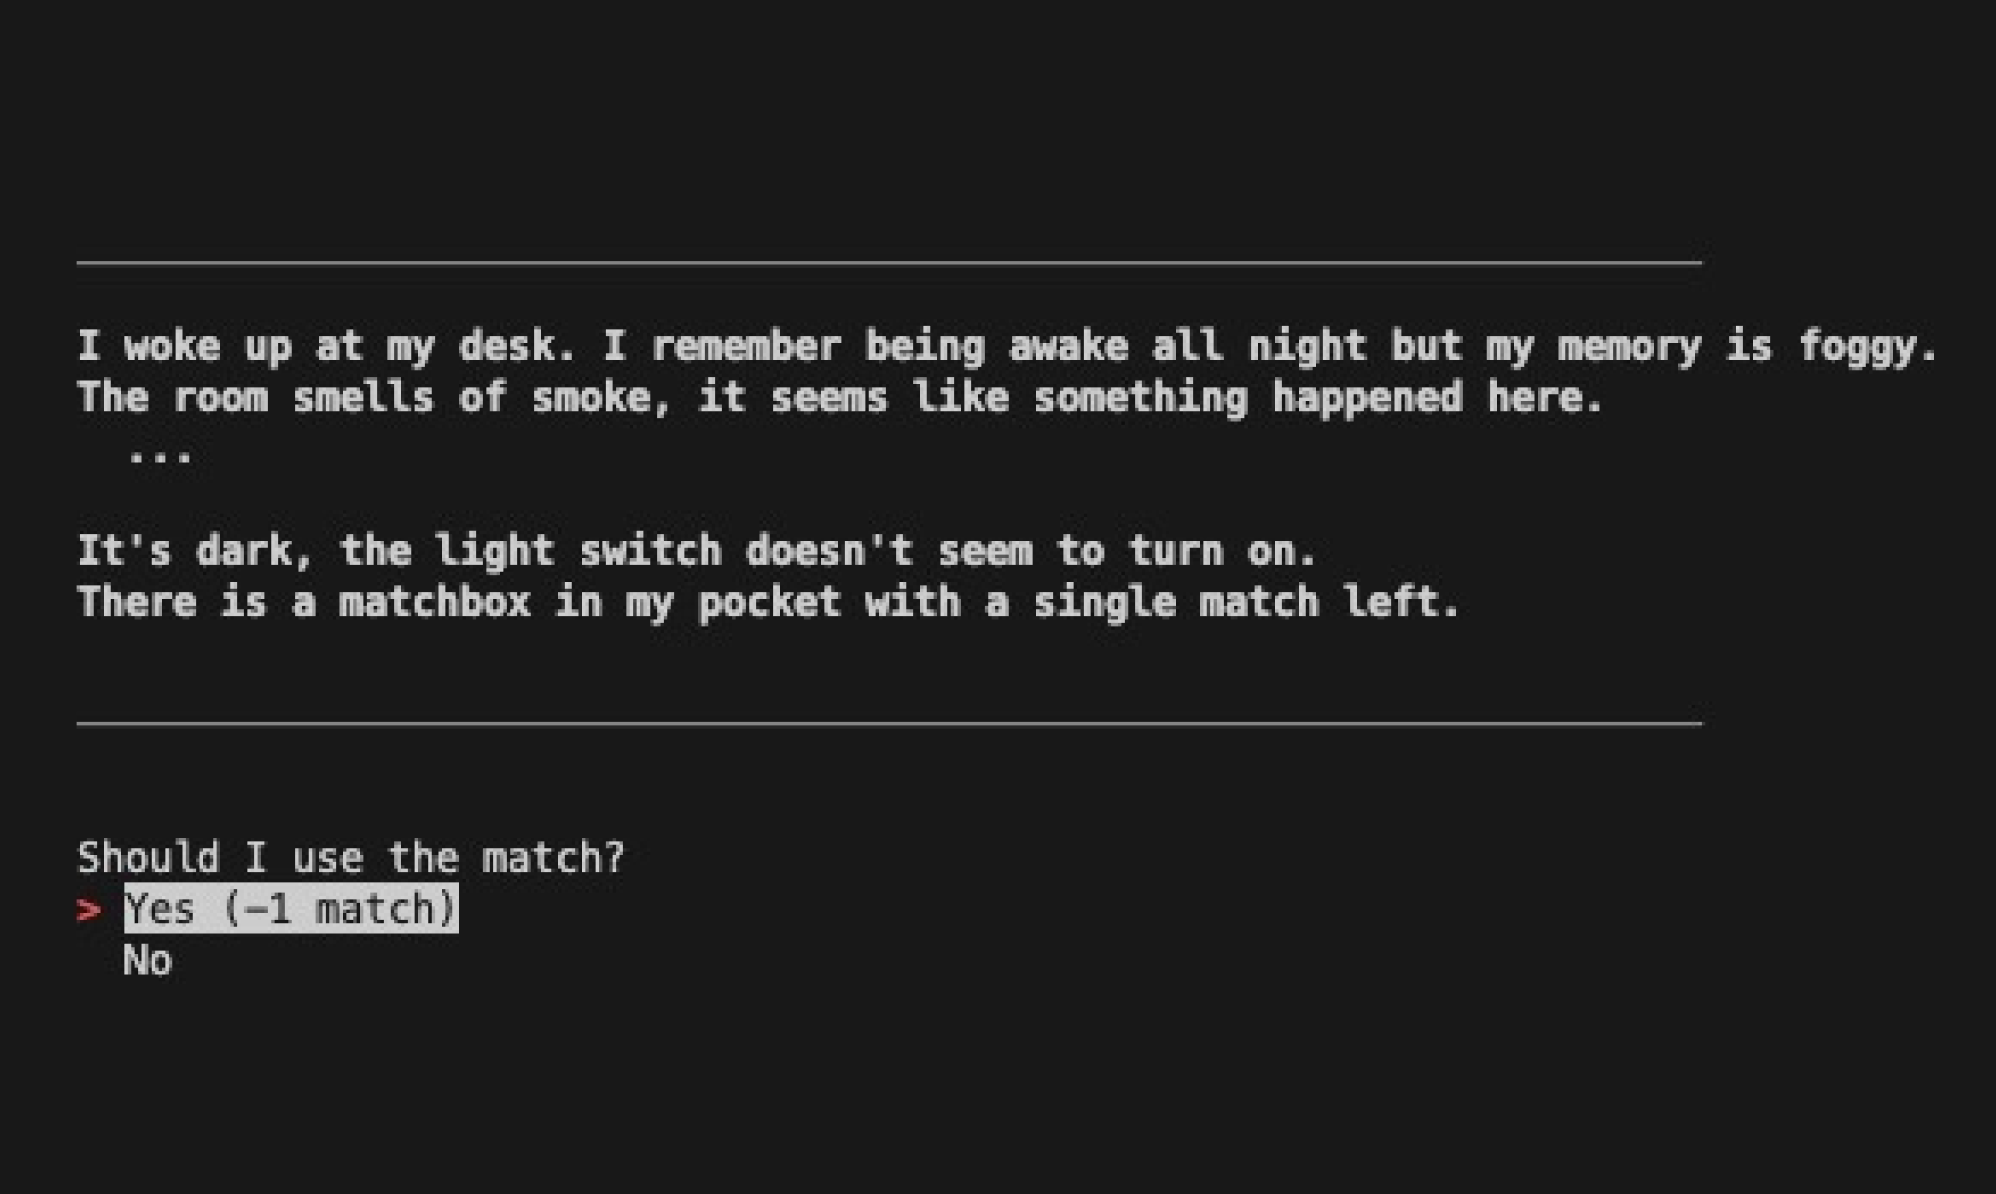 I woke up at my desk. I remember being awake all night but my memory is foggy.
The room smells of smoke, it seems like something happened here.
...
It's dark, the light switch doesn't seem to turn on.
There is a matchbox in my pocket with a single match left.
Should I use the match?
> Yes (−1 match)
No